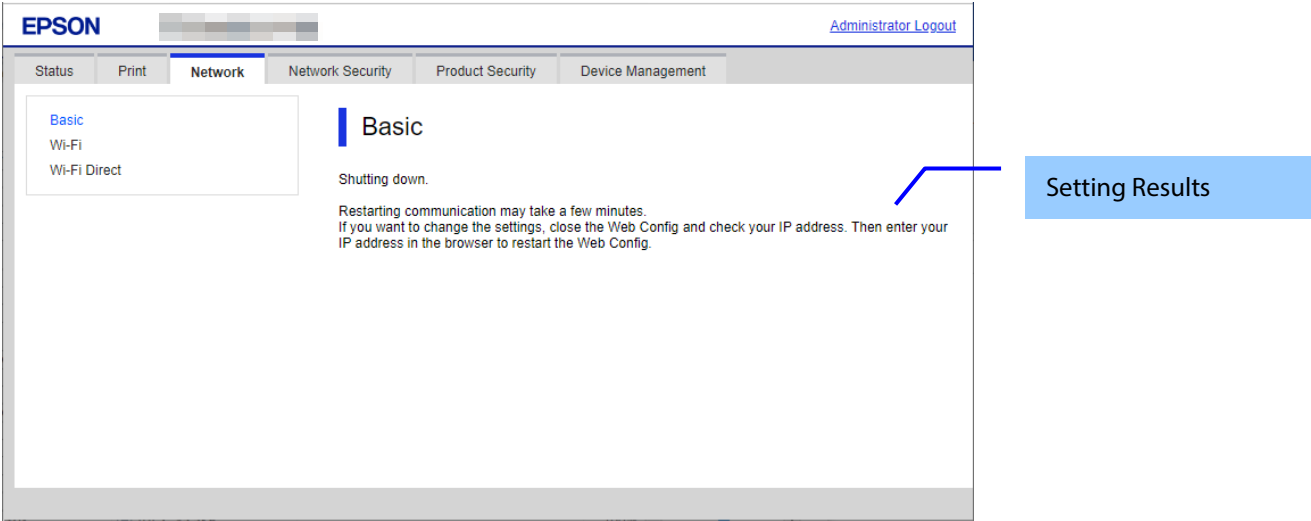 EPSON
Administrator Logout
Status Print Network Network Security Product Security Device Management
Basic
Wi-Fi
Wi-Fi Direct
Basic
Shutting down.
Restarting communication may take a few minutes.
If you want to change the settings, close the Web Config and check your IP address. Then enter your
IP address in the browser to restart the Web Config.
Setting Results